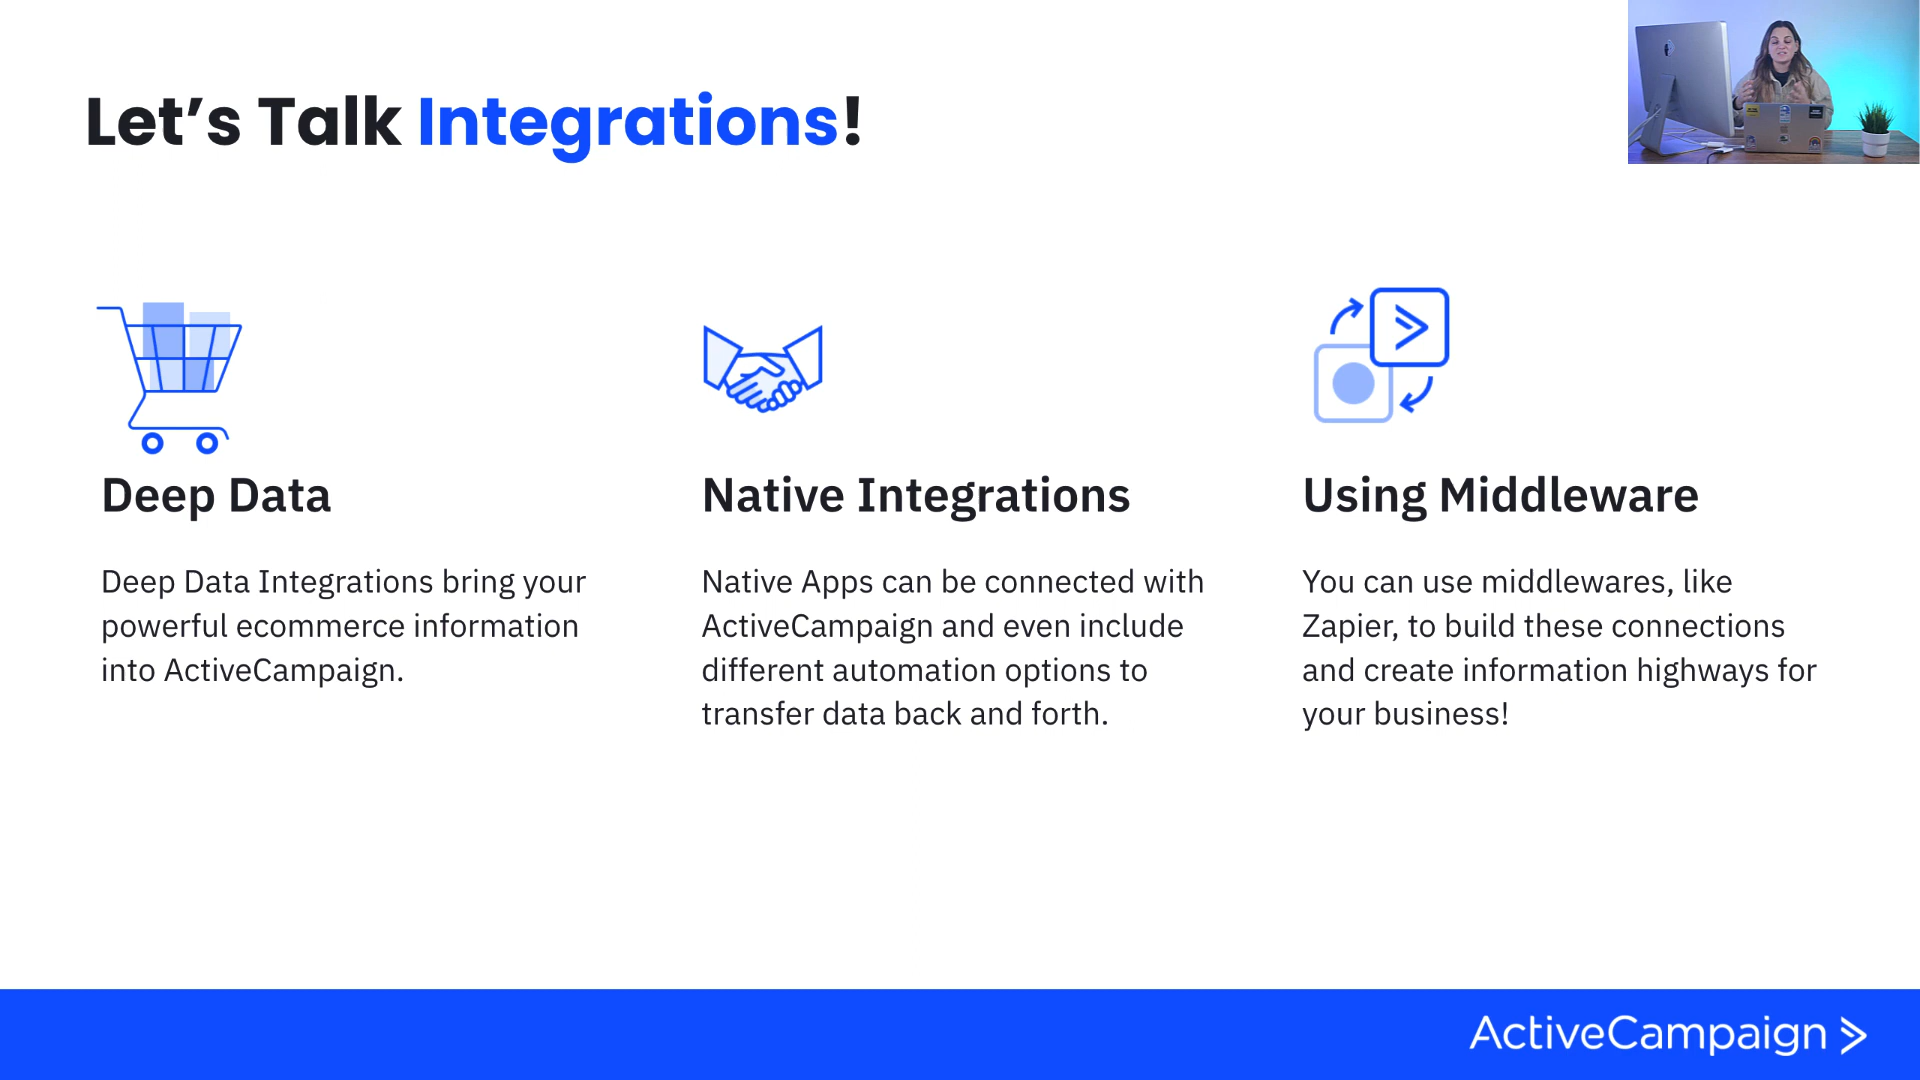 Let’s Talk Integrations!
Deep Data
Deep Data Integrations bring your
powerful ecommerce information
into ActiveCampaign.
Native Integrations
Native Apps can be connected with
ActiveCampaign and even include
different automation options to
transfer data back and forth.
Using Middleware
You can use middlewares, like
Zapier, to build these connections
and create information highways for
your business!
ActiveCampaign